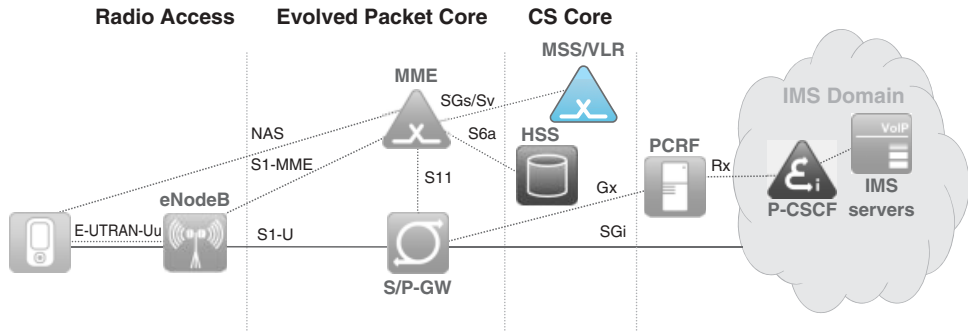 Radio Access
Evolved Packet Core
CS Core
MSS/VLR
MME
SGs/Sv
IMS Domain
NAS
S6a
HSS
PCRF
VoIP
S1-MME
Rx
eNodeB
S11
Gx
i
P-CSCF
IMS
servers
E-UTRAN-Uu
S1-U
SGi
S/P-GW